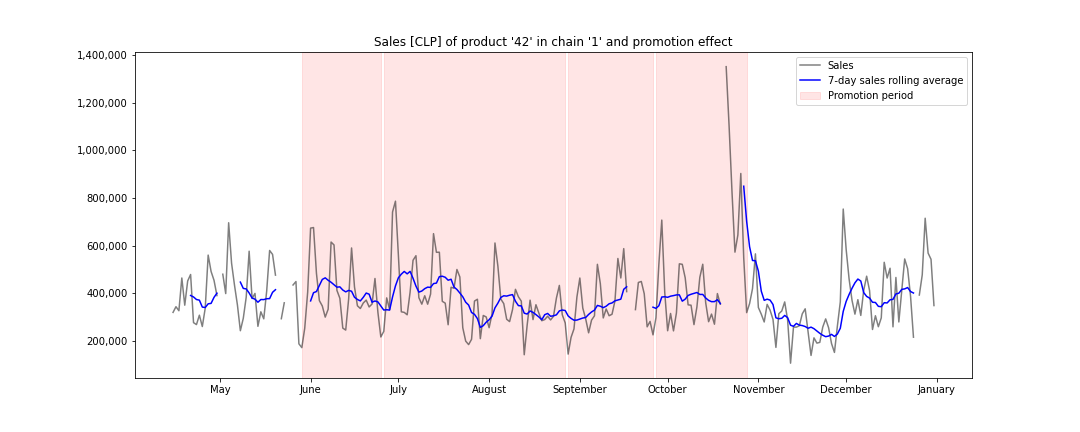 Sales [CLP] of product '42' in chain '1' and promotion effect
1,400,000
1,200,000
1,000,000
800,000
600,000
400,000
200,000
Sales
7-day sales rolling average
Promotion period
May June July August September October November December January